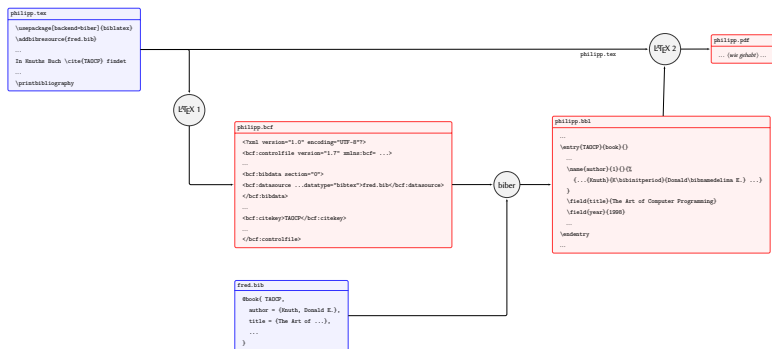 philipp.tex
\usepackage[backend=biber]{biblatex}
\addbibresource{fred.bib}
...
In Knuths Buch \cite{TAOCP} findet
...
\printbibliography
LATEX 1
philipp.tex
LATEX 2
philipp.pdf
... (wie gehabt) ...
philipp.bcf
<?xml version="1.0" encoding="UTF-8"?>
<bcf:controlfile version="1.7" xmlns:bcf= ...>
...
<bcf:bibdata section="0">
<bcf:datasource ...datatype="bibtex">fred.bib</bcf:datasource>
</bcf:bibdata>
...
<bcf:citekey>TAOCP</bcf:citekey>
...
</bcf:controlfile>
biber
philipp.bbl
...
\entry{TAOCP}{book}{}
...
\name{author}{1}{}{%
{...{Knuth}{K\bibinitperiod}{Donald\bibnamedelima E.} ...}
}
\field{title}{The Art of Computer Programming}
\field{year}{1998}
...
\endentry
...
fred.bib
@book{ TAOCP,
author = {Knuth, Donald E.},
title = {The Art of ...},
...
}